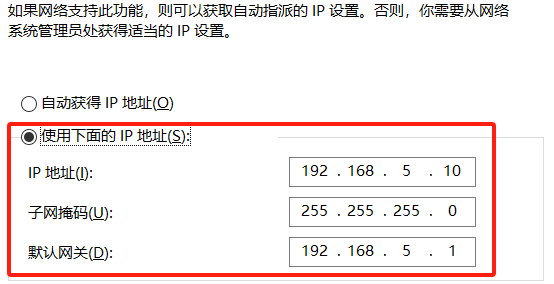 如果网络支持此功能，则可以获取自动指派的 IP 设置。否则，你需要从网络
系统管理员处获得适当的 IP 设置。
自动获得 IP 地址(O)
使用下面的 IP 地址(S):
IP 地址(I): 192 . 168 . 5 . 10
子网掩码(U): 255 . 255 . 255 . 0
默认网关(D): 192 . 168 . 5 . 1